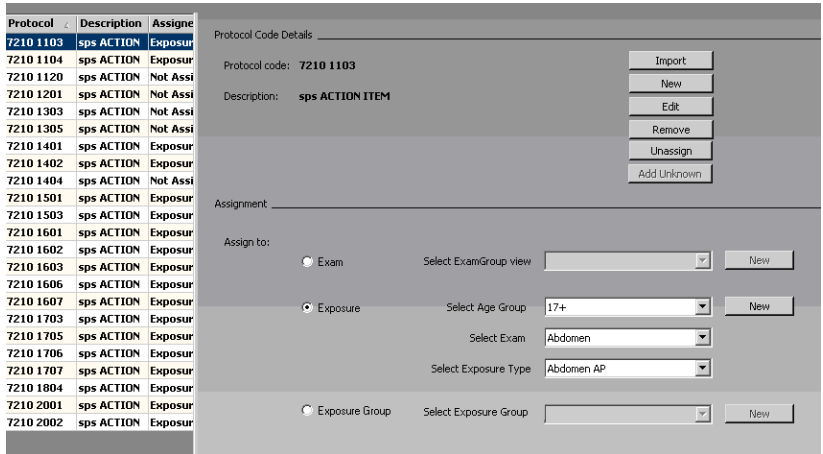 Protocol Description Assigne
7210 1103 sps ACTION Exposur
7210 1104 sps ACTION Exposur
7210 1120 sps ACTION Not Assi
7210 1201 sps ACTION Not Assi
7210 1303 sps ACTION Not Assi
7210 1305 sps ACTION Not Assi
7210 1401 sps ACTION Exposur
7210 1402 sps ACTION Exposur
7210 1404 sps ACTION Not Assi
7210 1501 sps ACTION Exposur
7210 1503 sps ACTION Exposur
7210 1601 sps ACTION Exposur
7210 1602 sps ACTION Exposur
7210 1603 sps ACTION Exposur
7210 1606 sps ACTION Exposur
7210 1607 sps ACTION Exposur
7210 1703 sps ACTION Exposur
7210 1705 sps ACTION Exposur
7210 1706 sps ACTION Exposur
7210 1707 sps ACTION Exposur
7210 1804 sps ACTION Exposur
7210 2001 sps ACTION Exposur
7210 2002 sps ACTION Exposur
Protocol Code Details
Protocol code: 7210 1103
Description: sps ACTION ITEM
Import
New
Edit
Remove
Unassign
Add Unknown
Assignment
Assign to:
Exam Select ExamGroup view New
Exposure Select Age Group 17+ New
Select Exam Abdomen
Select Exposure Type Abdomen AP
Exposure Group Select Exposure Group New